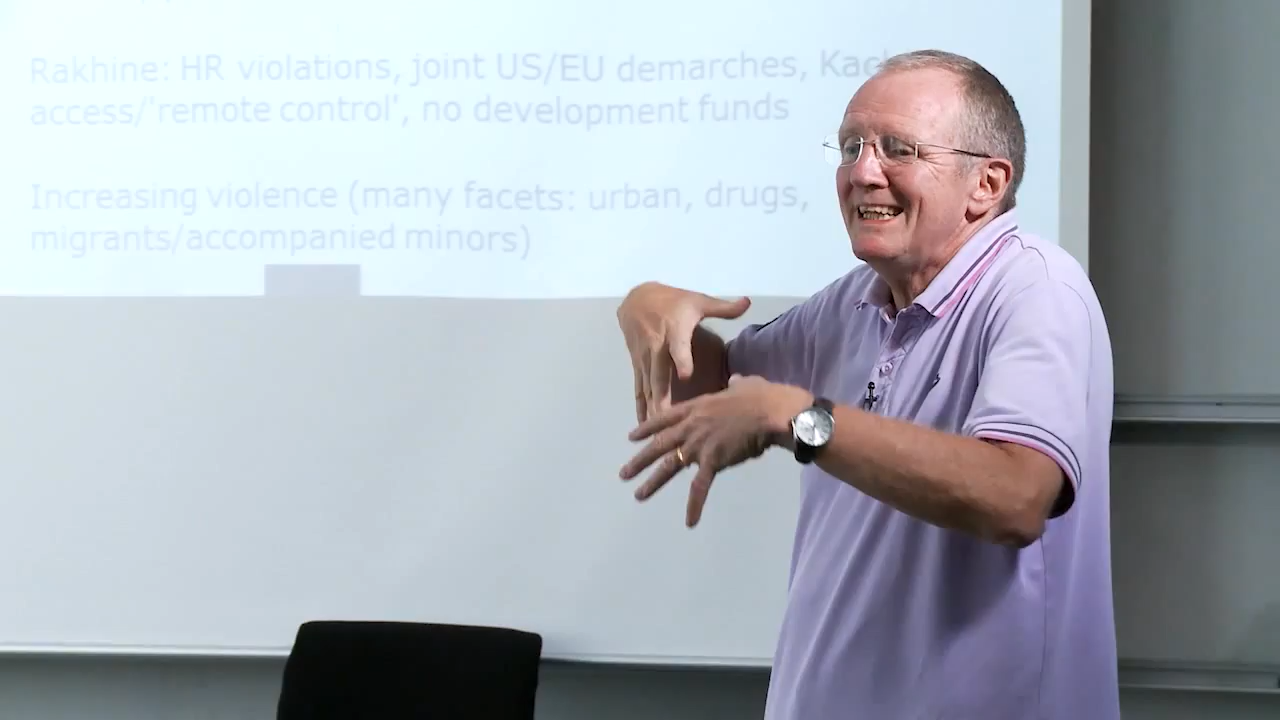 Rakhine: HR violations, joint US/EU demarches,
access/'remote control', no development funds
Increasing violence (many facets: urban, drugs,
migrants/accompanied minors)